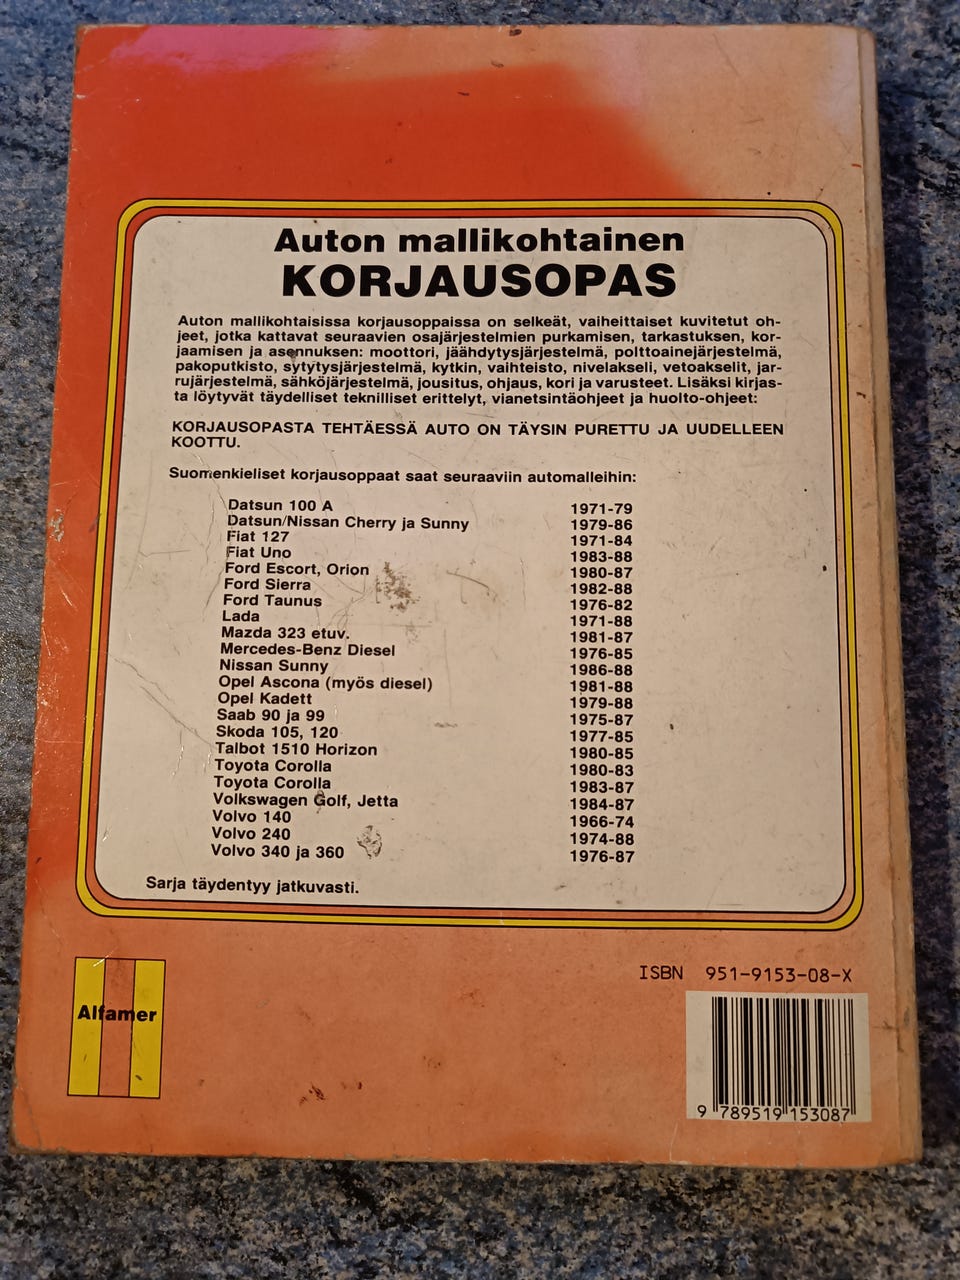 Auton mallikohtainen
KORJAUSOPAS
Auton mallikohtaisissa korjausoppaissa on selkeät, vaiheittaiset kuvitetut oh-
jeet, jotka kattavat seuraavien osajärjestelmien purkamisen, tarkastuksen, kor-
jaamisen ja asennuksen: moottori, jäähdytysjärjestelmä, polttoainejärjestelmä,
pakoputkisto, sytytysjärjestelmä, kytkin, vaihteisto, nivelakseli, vetoakselit, jar-
rujärjestelmä, sähköjärjestelmä, jousitus, ohjaus, kori ja varusteet. Lisäksi kirjas-
ta löytyvät täydelliset teknilliset erittelyt, vianetsintäohjeet ja huolto-ohjeet:
KORJAUSOPASTA TEHTÄESSÄ AUTO ON TÄYSIN PURETTU JA UUDELLEEN
KOOTTU.
Suomenkieliset korjausoppaat saat seuraaviin automalleihin:
Datsun 100 A 1971-79
Datsun/Nissan Cherry ja Sunny 1979-86
Fiat 127 1971-84
Fiat Uno 1983-88
Ford Escort, Orion 1980-87
Ford Sierra 1982-88
Ford Taunus 1976-82
Lada 1971-88
Mazda 323 etuv. 1981-87
Mercedes-Benz Diesel 1976-85
Nissan Sunny 1986-88
Opel Ascona (myös diesel) 1981-88
Opel Kadett 1979-88
Saab 90 ja 99 1975-87
Skoda 105, 120 1977-85
Talbot 1510 Horizon 1980-85
Toyota Corolla 1980-83
Toyota Corolla 1983-87
Volkswagen Golf, Jetta 1984-87
Volvo 140 1966-74
Volvo 240 1974-88
Volvo 340 ja 360 1976-87
Sarja täydentyy jatkuvasti.
ISBN 951-9153-08-X
Alfamer
9 789519 153087